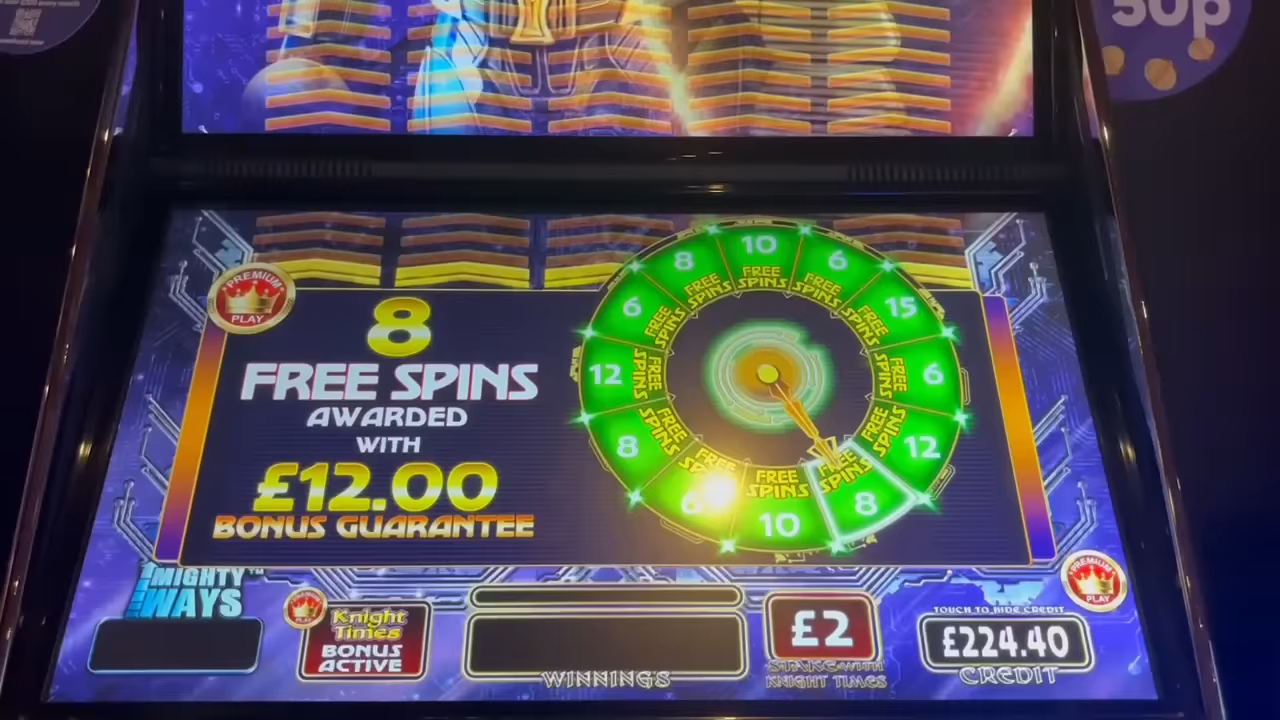 50p
PREMIUM
PLAY
8
FREE SPINS
AWARDED
WITH
£12.00
BONUS GUARANTEE
10
FREE SPINS
6
FREE SPINS
15
FREE SPINS
6
FREE SPINS
12
FREE SPINS
8
FREE SPINS
10
FREE SPINS
6
8
FREE SPINS
12
FREE SPINS
6
FREE SPINS
8
FREE SPINS
MIGHTY
WAYS™
PREMIUM
PLAY
Knight
Times
BONUS
ACTIVE
WINNINGS
£2
STAKE WITH
KNIGHT TIMES
TOUCH TO HIDE CREDIT
£224.40
CREDIT
PREMIUM
PLAY